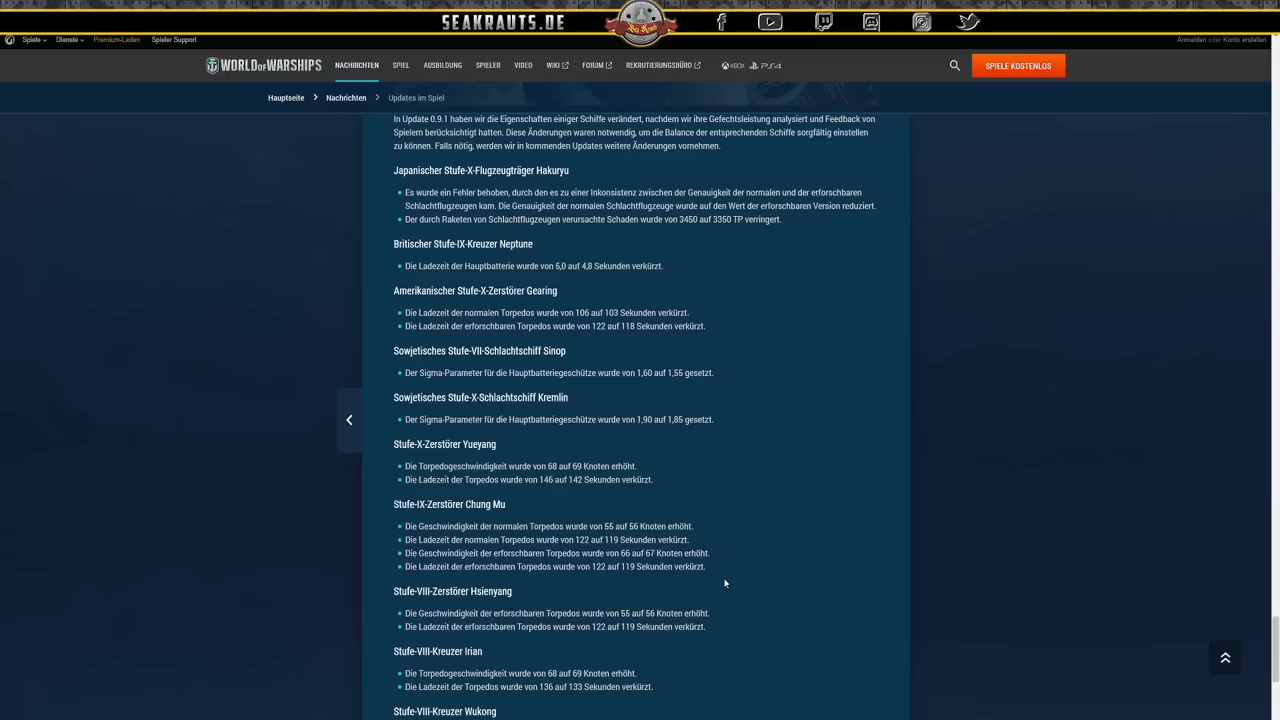 SEAKRAUTS.DE
Spiele Dienste Premium-Laden Spieler Support
Anmelden oder Konto erstellen
WORLD OF WARSHIPS NACHRICHTEN SPIEL AUSBILDUNG SPIELER VIDEO WIKI FORUM REKRUTIERUNGSBÜRO XBOX PS4 SPIELE KOSTENLOS
Hauptseite Nachrichten Updates im Spiel
In Update 0.9.1 haben wir die Eigenschaften einiger Schiffe verändert, nachdem wir ihre Gefechtsleistung analysiert und Feedback von
Spielern berücksichtigt hatten. Diese Änderungen waren notwendig, um die Balance der entsprechenden Schiffe sorgfältig einstellen
zu können. Falls nötig, werden wir in kommenden Updates weitere Änderungen vornehmen.
Japanischer Stufe-X-Flugzeugträger Hakuryu
Es wurde ein Fehler behoben, durch den es zu einer Inkonsistenz zwischen der Genauigkeit der normalen und der erforschbaren
Schlachtflugzeugen kam. Die Genauigkeit der normalen Schlachtflugzeuge wurde auf den Wert der erforschbaren Version reduziert.
Der durch Raketen von Schlachtflugzeugen verursachte Schaden wurde von 3450 auf 3350 TP verringert.
Britischer Stufe-IX-Kreuzer Neptune
Die Ladezeit der Hauptbatterie wurde von 5,0 auf 4,8 Sekunden verkürzt.
Amerikanischer Stufe-X-Zerstörer Gearing
Die Ladezeit der normalen Torpedos wurde von 106 auf 103 Sekunden verkürzt.
Die Ladezeit der erforschbaren Torpedos wurde von 122 auf 118 Sekunden verkürzt.
Sowjetisches Stufe-VII-Schlachtschiff Sinop
Der Sigma-Parameter für die Hauptbatteriegeschütze wurde von 1,60 auf 1,55 gesetzt.
Sowjetisches Stufe-X-Schlachtschiff Kremlin
Der Sigma-Parameter für die Hauptbatteriegeschütze wurde von 1,90 auf 1,85 gesetzt.
Stufe-X-Zerstörer Yueyang
Die Torpedogeschwindigkeit wurde von 68 auf 69 Knoten erhöht.
Die Ladezeit der Torpedos wurde von 146 auf 142 Sekunden verkürzt.
Stufe-IX-Zerstörer Chung Mu
Die Geschwindigkeit der normalen Torpedos wurde von 55 auf 56 Knoten erhöht.
Die Ladezeit der normalen Torpedos wurde von 122 auf 119 Sekunden verkürzt.
Die Geschwindigkeit der erforschbaren Torpedos wurde von 66 auf 67 Knoten erhöht.
Die Ladezeit der erforschbaren Torpedos wurde von 122 auf 119 Sekunden verkürzt.
Stufe-VIII-Zerstörer Hsienyang
Die Geschwindigkeit der erforschbaren Torpedos wurde von 55 auf 56 Knoten erhöht.
Die Ladezeit der erforschbaren Torpedos wurde von 122 auf 119 Sekunden verkürzt.
Stufe-VIII-Kreuzer Irian
Die Torpedogeschwindigkeit wurde von 68 auf 69 Knoten erhöht.
Die Ladezeit der Torpedos wurde von 136 auf 133 Sekunden verkürzt.
Stufe-VIII-Kreuzer Wukong